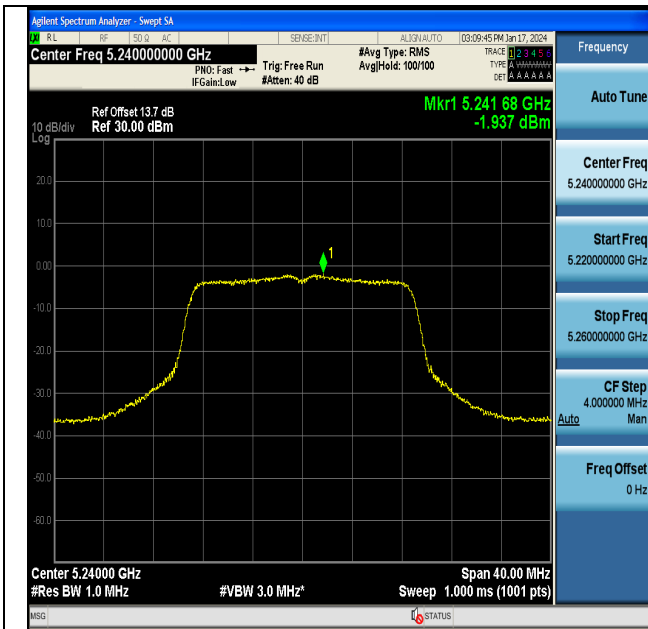 Agilent Spectrum Analyzer - Swept SA
LXI RL RF 50 Ω AC SENSE:INT ALIGN AUTO 03:09:45 PM Jan 17, 2024
Center Freq 5.240000000 GHz
PNO: Fast
IFGain:Low
Trig: Free Run
#Atten: 40 dB
#Avg Type: RMS
Avg|Hold: 100/100
TRACE 1 2 3 4 5 6
TYPE A WWWWW
DET A A A A A A
Ref Offset 13.7 dB
10 dB/div Ref 30.00 dBm
Log
Mkr1 5.241 68 GHz
-1.937 dBm
20.0
10.0
0.00
-10.0
-20.0
-30.0
-40.0
-50.0
-60.0
1
Center 5.24000 GHz Span 40.00 MHz
#Res BW 1.0 MHz #VBW 3.0 MHz* Sweep 1.000 ms (1001 pts)
MSG STATUS
Frequency
Auto Tune
Center Freq
5.240000000 GHz
Start Freq
5.220000000 GHz
Stop Freq
5.260000000 GHz
CF Step
4.000000 MHz
Auto Man
Freq Offset
0 Hz